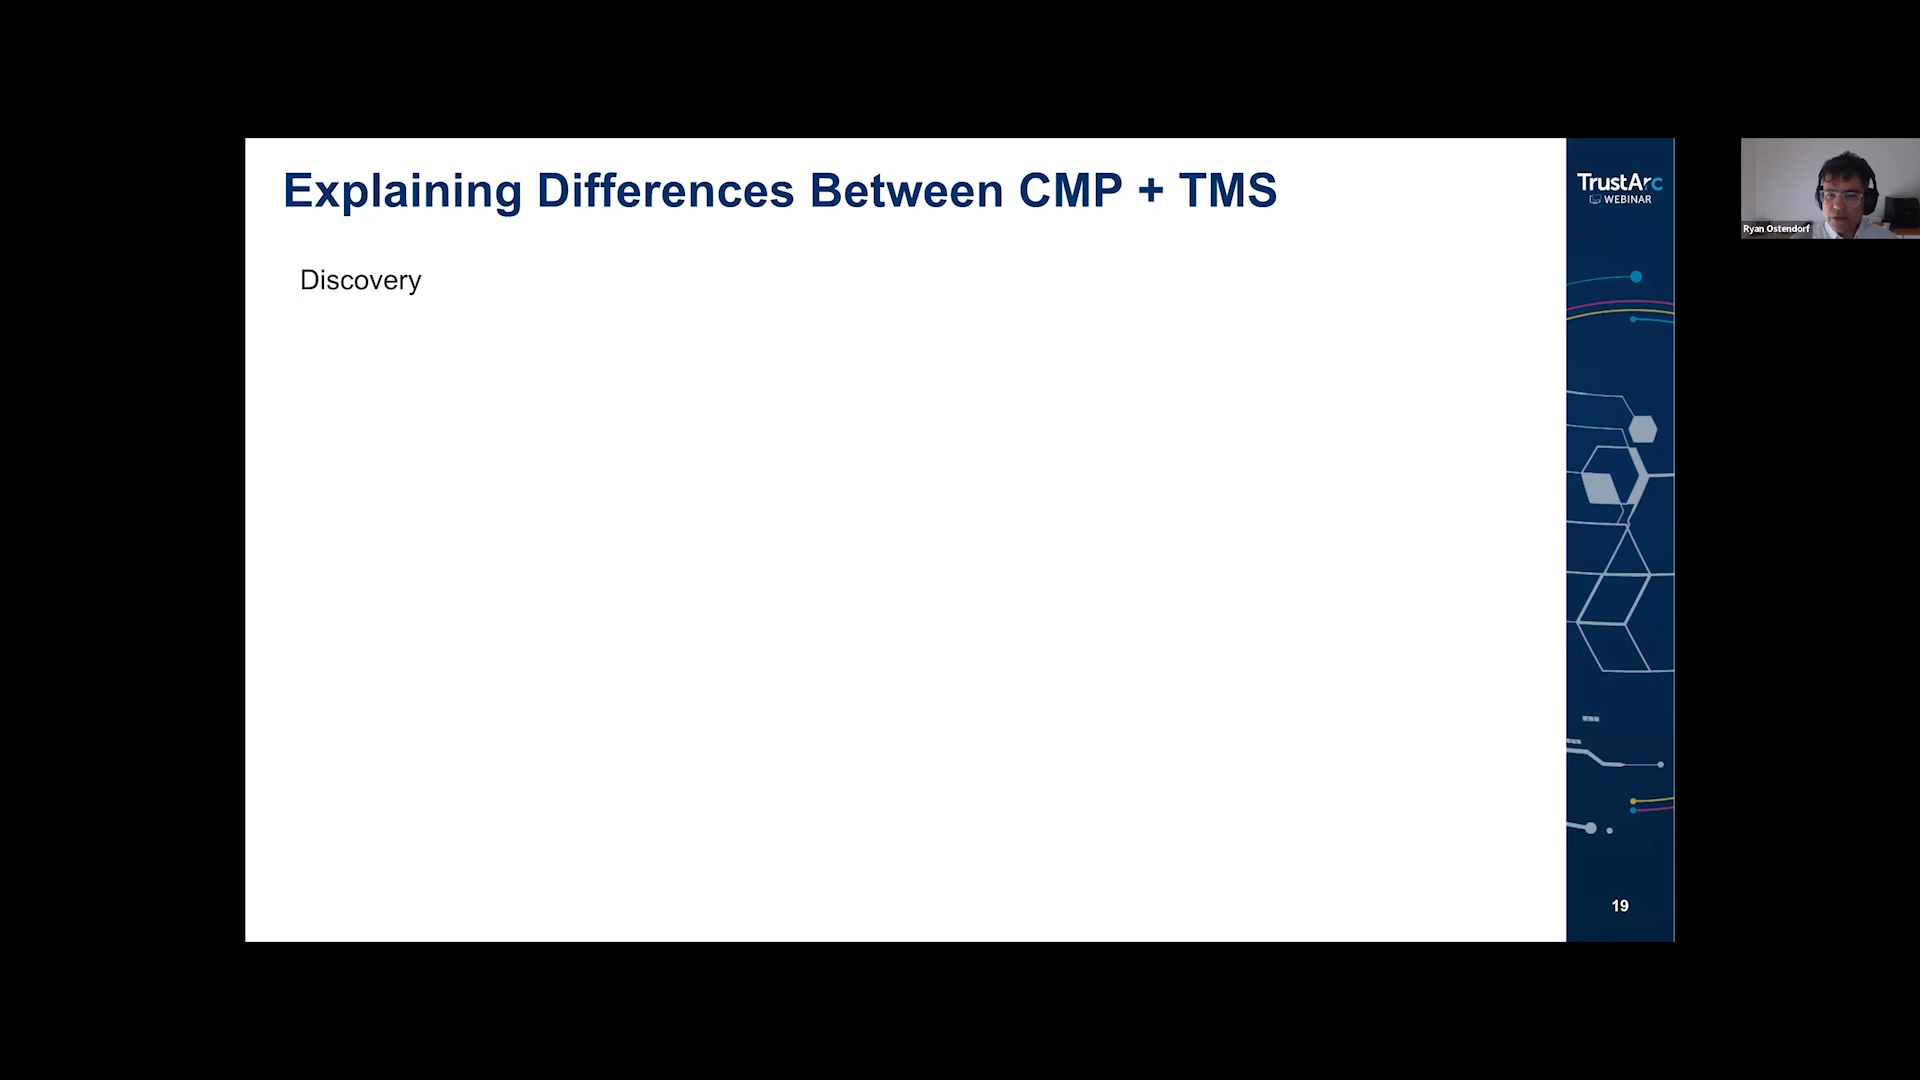 Explaining Differences Between CMP + TMS
Discovery
TrustArc
WEBINAR
Ryan Ostendorf
19